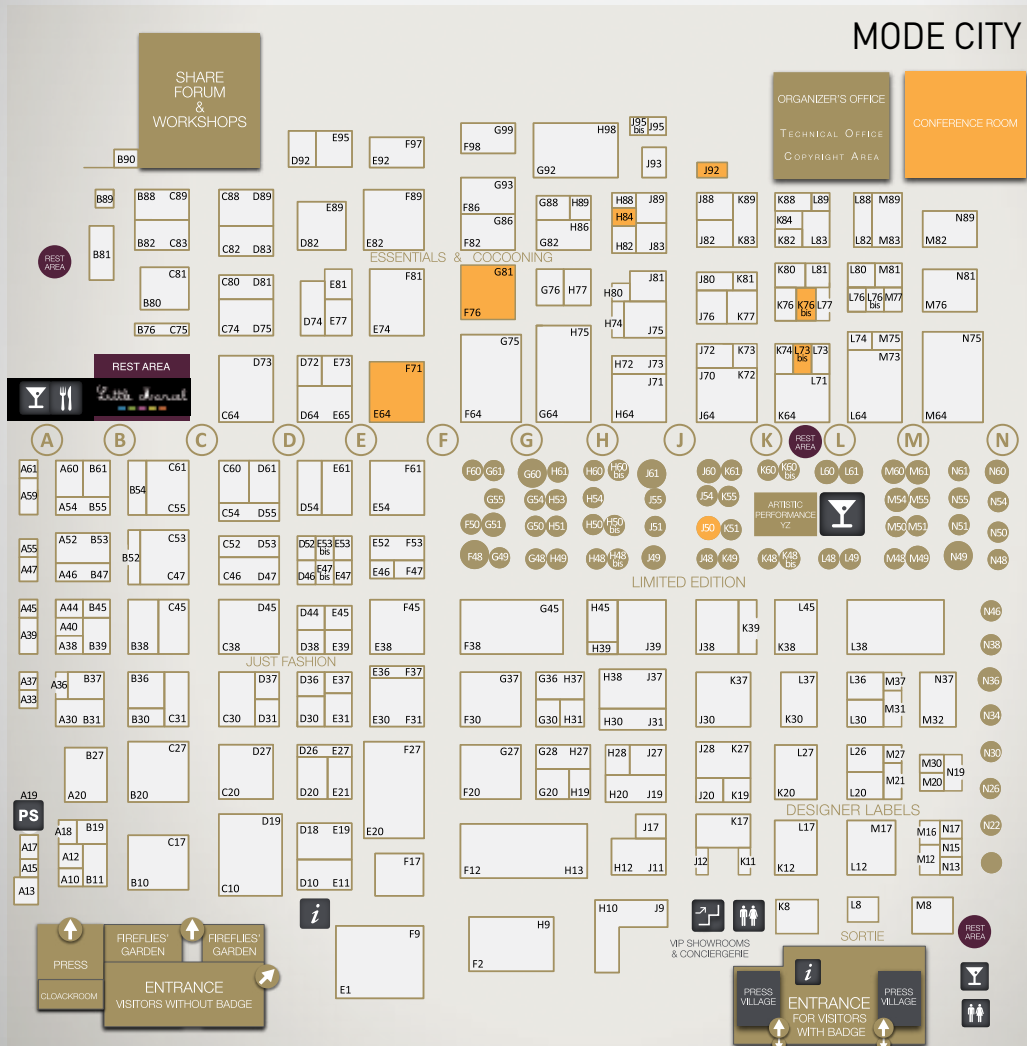 MODE CITY
SHARE
FORUM
&
WORKSHOPS
ORGANIZER'S OFFICE
TECHNICAL OFFICE
COPYRIGHT AREA
CONFERENCE ROOM
B90
D92 E95
E92 F97
F98 G99
G92 H98
J95 bis J95
J93
J92
B89
B88 C89
B82 C83
C88 D89
C82 D83
E89
D82
F89
E82
G93
F86
G86
F82
G88 H89
H86
G82
H88 J89
H84
H82 J83
J88 K89
J82 K83
K88 L89
K84
K82 L83
L88 M89
L82 M83
N89
M82
REST
AREA
B81
ESSENTIALS & COCOONING
C81
B80
C80 D81
C74 D75
E81
D74 E77
F81
E74
G81
F76
G76 H77
J81
H80
H74 J75
J80 K81
J76 K77
K80 L81
K76 K76 bis L77
L80 M81
L76 L76 bis M77
N81
M76
B76 C75
REST AREA
Little Marcel
D73
C64
D72 E73
D64 E65
F71
E64
G75
F64
H75
G64
H72 J73
J71
H64
J72 K73
J70 K72
J64
K74 L73 bis L73
L71
K64
L74 M75
M73
L64
N75
M64
A B C D E F G H J K L M N
REST
AREA
A61
A59
A60 B61
A54 B55
C61
B54
C55
C60 D61
C54 D55
E61
D54
F61
E54
F60 G61
G55
F50 G51
F48 G49
G60 H61
G54 H53
G50 H51
G48 H49
H60 H60 bis
H54
H50 H50 bis
H48 H48 bis
J61
J55
J51
J49
J60 K61
J54 K55
J50 K51
J48 K49
K60 K60 bis
ARTISTIC
PERFORMANCE
YZ
K48 K48 bis
L60 L61
L48 L49
M60 M61
M54 M55
M50 M51
M48 M49
N61
N55
N51
N49
N60
N54
N50
N48
A55
A47
A52 B53
A46 B47
C53
B52
C47
C52 D53
C46 D47
D52 E53 bis E53
D46 E47 bis E47
E52 F53
E46 F47
LIMITED EDITION
A45
A39
A44 B45
A40
A38 B39
C45
B38
D45
C38
D44 E45
D38 E39
F45
E38
G45
F38
H45
H39 J39
J38 K39
L45
K38
L38
N46
N38
JUST FASHION
A37
A33
A36 B37
A30 B31
B36
B30 C31
D37
C30 D31
D36 E37
D30 E31
E36 F37
E30 F31
G37
F30
G36 H37
G30 H31
H38 J37
H30 J31
K37
J30
L37
K30
L36 M37
L30 M31
N37
M32
N36
N34
B27
A20
C27
B20
D27
C20
D26 E27
D20 E21
F27
E20
G27
F20
G28 H27
G20 H19
H28 J27
H20 J19
J28 K27
J20 K19
L27
K20
L26 M27
L20 M21
M30
M20 N19
N30
N26
N22
DESIGNER LABELS
A19
PS
A17
A15
A13
A18 B19
A12
A10 B11
C17
B10
D19
C10
D18 E19
D10 E11
F17
F12 H13
J17
H12 J11
K17
J12 K11
L17
K12
M17
L12
M16 N17
N15
M12 N13
i
F9
E1
H9
F2
H10 J9
VIP SHOWROOMS
& CONCIERGERIE
K8
L8
M8
SORTIE
REST
AREA
PRESS
CLOACKROOM
FIREFLIES'
GARDEN
FIREFLIES'
GARDEN
ENTRANCE
VISITORS WITHOUT BADGE
i
PRESS
VILLAGE
ENTRANCE
FOR VISITORS
WITH BADGE
PRESS
VILLAGE